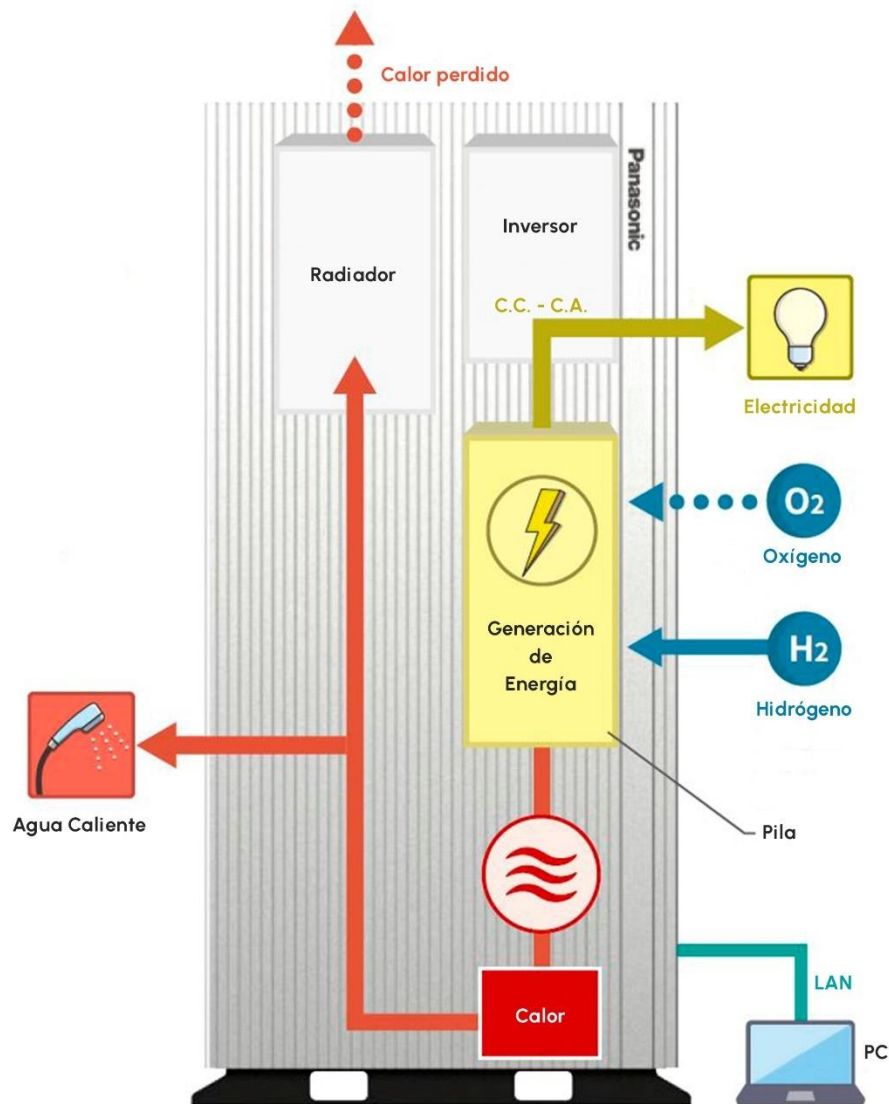 Calor perdido
Panasonic
Inversor
Radiador
C.C. - C.A.
Electricidad
O2
Oxígeno
Generación
de
Energía
H2
Hidrógeno
Agua Caliente
Pila
LAN
Calor
PC